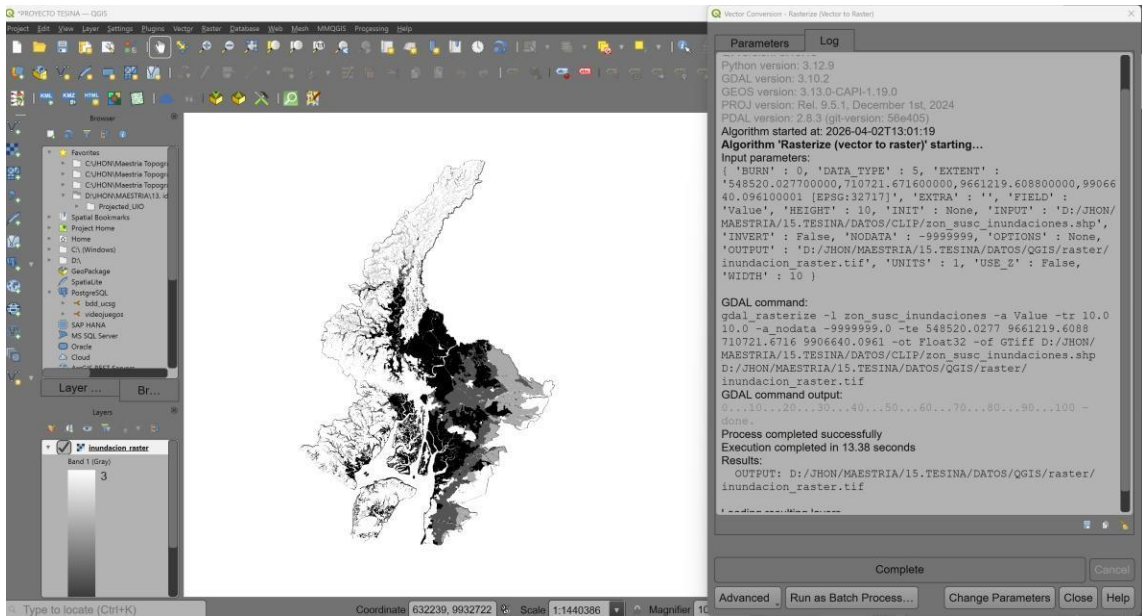 *PROYECTO TESINA — QGIS
Project Edit View Layer Settings Plugins Vector Raster Database Web Mesh MMQGIS Processing Help
KML KMZ HTML
Browser
Favorites
C:\JHON\Maestria Topogra
C:\JHON\Maestria Topogra
C:\JHON\Maestria Topogra
Projected_UIO
Spatial Bookmarks
Project Home
Home
C:\ (Windows)
D:\
GeoPackage
SpatiaLite
PostgreSQL
bdd_ucsg
videojuegos
SAP HANA
MS SQL Server
Oracle
Cloud
Layer ... Br...
Layers
inundacion_raster
Band 1 (Gray)
3
Type to locate (Ctrl+K) Coordinate 632239, 9932722 Scale 1:1440386 Magnifier 10
Vector Conversion - Rasterize (Vector to Raster)
Parameters Log
Python version: 3.12.9
GDAL version: 3.10.2
GEOS version: 3.13.0-CAPI-1.19.0
PROJ version: Rel. 9.5.1, December 1st, 2024
PDAL version: 2.8.3 (git-version: 56e405)
Algorithm started at: 2026-04-02T13:01:19
Algorithm 'Rasterize (vector to raster)' starting…
Input parameters:
{ 'BURN' : 0, 'DATA_TYPE' : 5, 'EXTENT' :
'548520.027700000,710721.671600000,9661219.608800000,99066
40.096100001 [EPSG:32717]', 'EXTRA' : '', 'FIELD' :
'Value', 'HEIGHT' : 10, 'INIT' : None, 'INPUT' : 'D:/JHON/
MAESTRIA/15.TESINA/DATOS/CLIP/zon_susc_inundaciones.shp',
'INVERT' : False, 'NODATA' : -9999999, 'OPTIONS' : None,
'OUTPUT' : 'D:/JHON/MAESTRIA/15.TESINA/DATOS/QGIS/raster/
inundacion_raster.tif', 'UNITS' : 1, 'USE_Z' : False,
'WIDTH' : 10 }
GDAL command:
gdal_rasterize -l zon_susc_inundaciones -a Value -tr 10.0
10.0 -a_nodata -9999999.0 -te 548520.0277 9661219.6088
710721.6716 9906640.0961 -ot Float32 -of GTiff D:/JHON/
MAESTRIA/15.TESINA/DATOS/CLIP/zon_susc_inundaciones.shp
D:/JHON/MAESTRIA/15.TESINA/DATOS/QGIS/raster/
inundacion_raster.tif
GDAL command output:
0...10...20...30...40...50...60...70...80...90...100 -
done.
Process completed successfully
Execution completed in 13.38 seconds
Results:
OUTPUT: D:/JHON/MAESTRIA/15.TESINA/DATOS/QGIS/raster/
inundacion_raster.tif
Loading resulting layers
Complete
Cancel
Advanced Run as Batch Process… Change Parameters Close Help